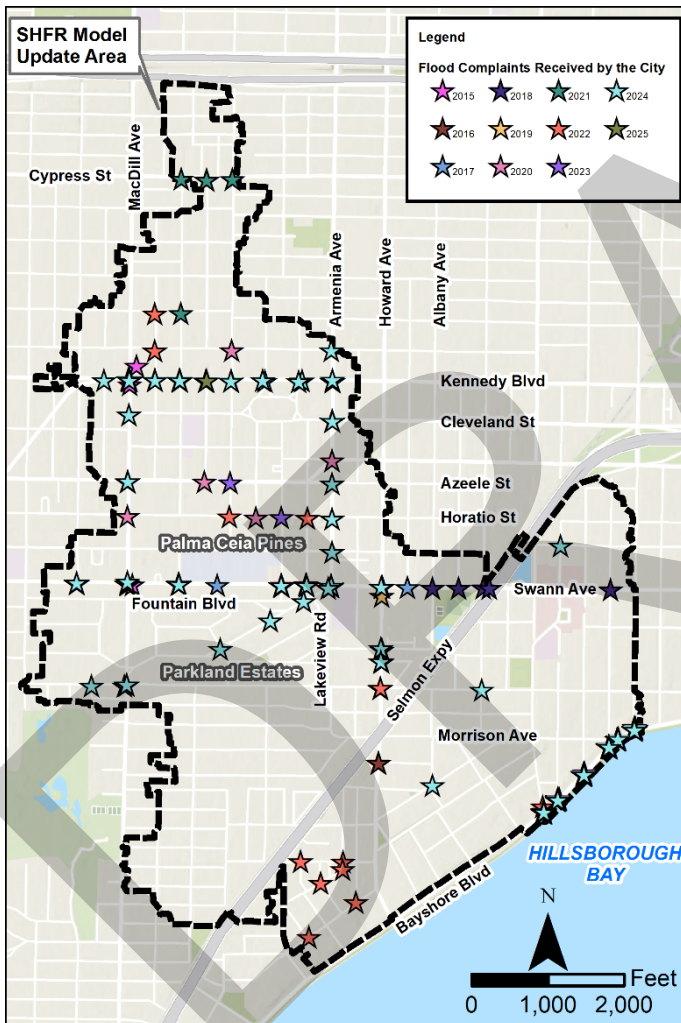 SHFR Model
Update Area
Legend
Flood Complaints Received by the City
2015
2018
2021
2024
2016
2019
2022
2025
2017
2020
2023
Cypress St
MacDill Ave
Armenia Ave
Howard Ave
Albany Ave
Kennedy Blvd
Cleveland St
Azeele St
Horatio St
Palma Ceia Pines
Swann Ave
Fountain Blvd
Lakeview Rd
Parkland Estates
Selmon Expy
Morrison Ave
HILLSBOROUGH
BAY
Bayshore Blvd
N
Feet
0 1,000 2,000